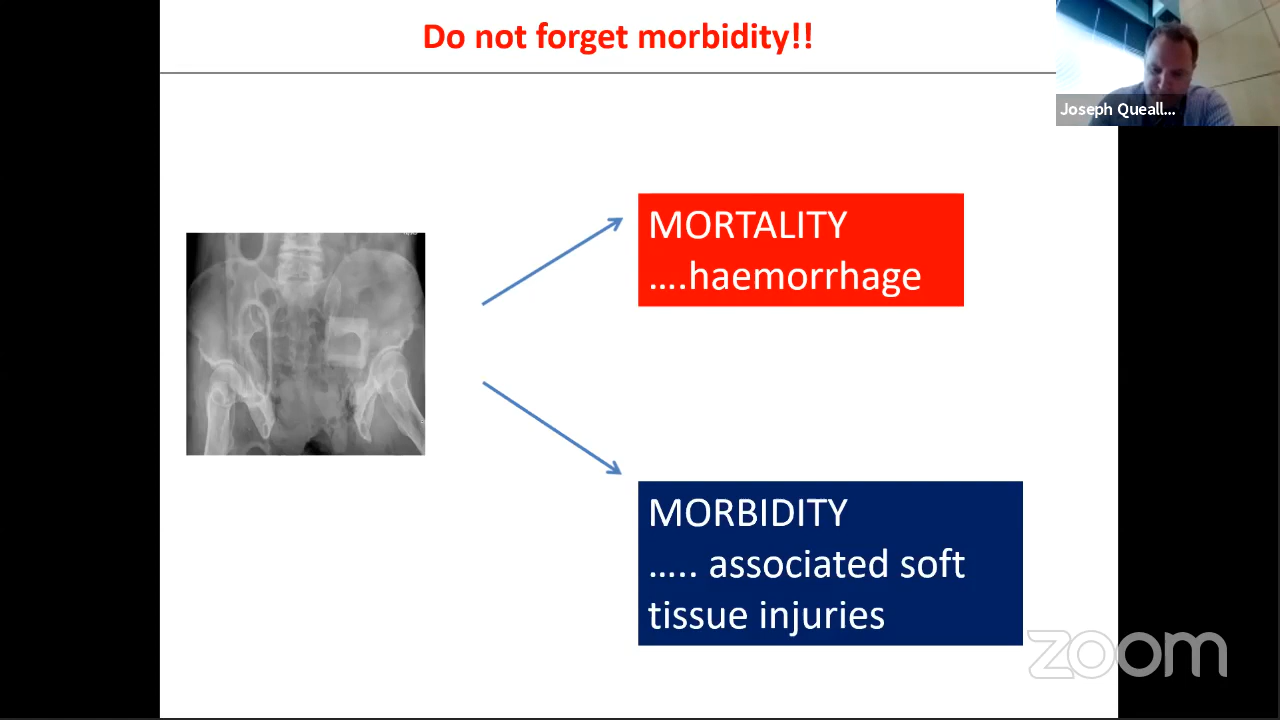 Do not forget morbidity!!
Joseph Queall...
MORTALITY
....haemorrhage
MORBIDITY
..... associated soft
tissue injuries
zoom